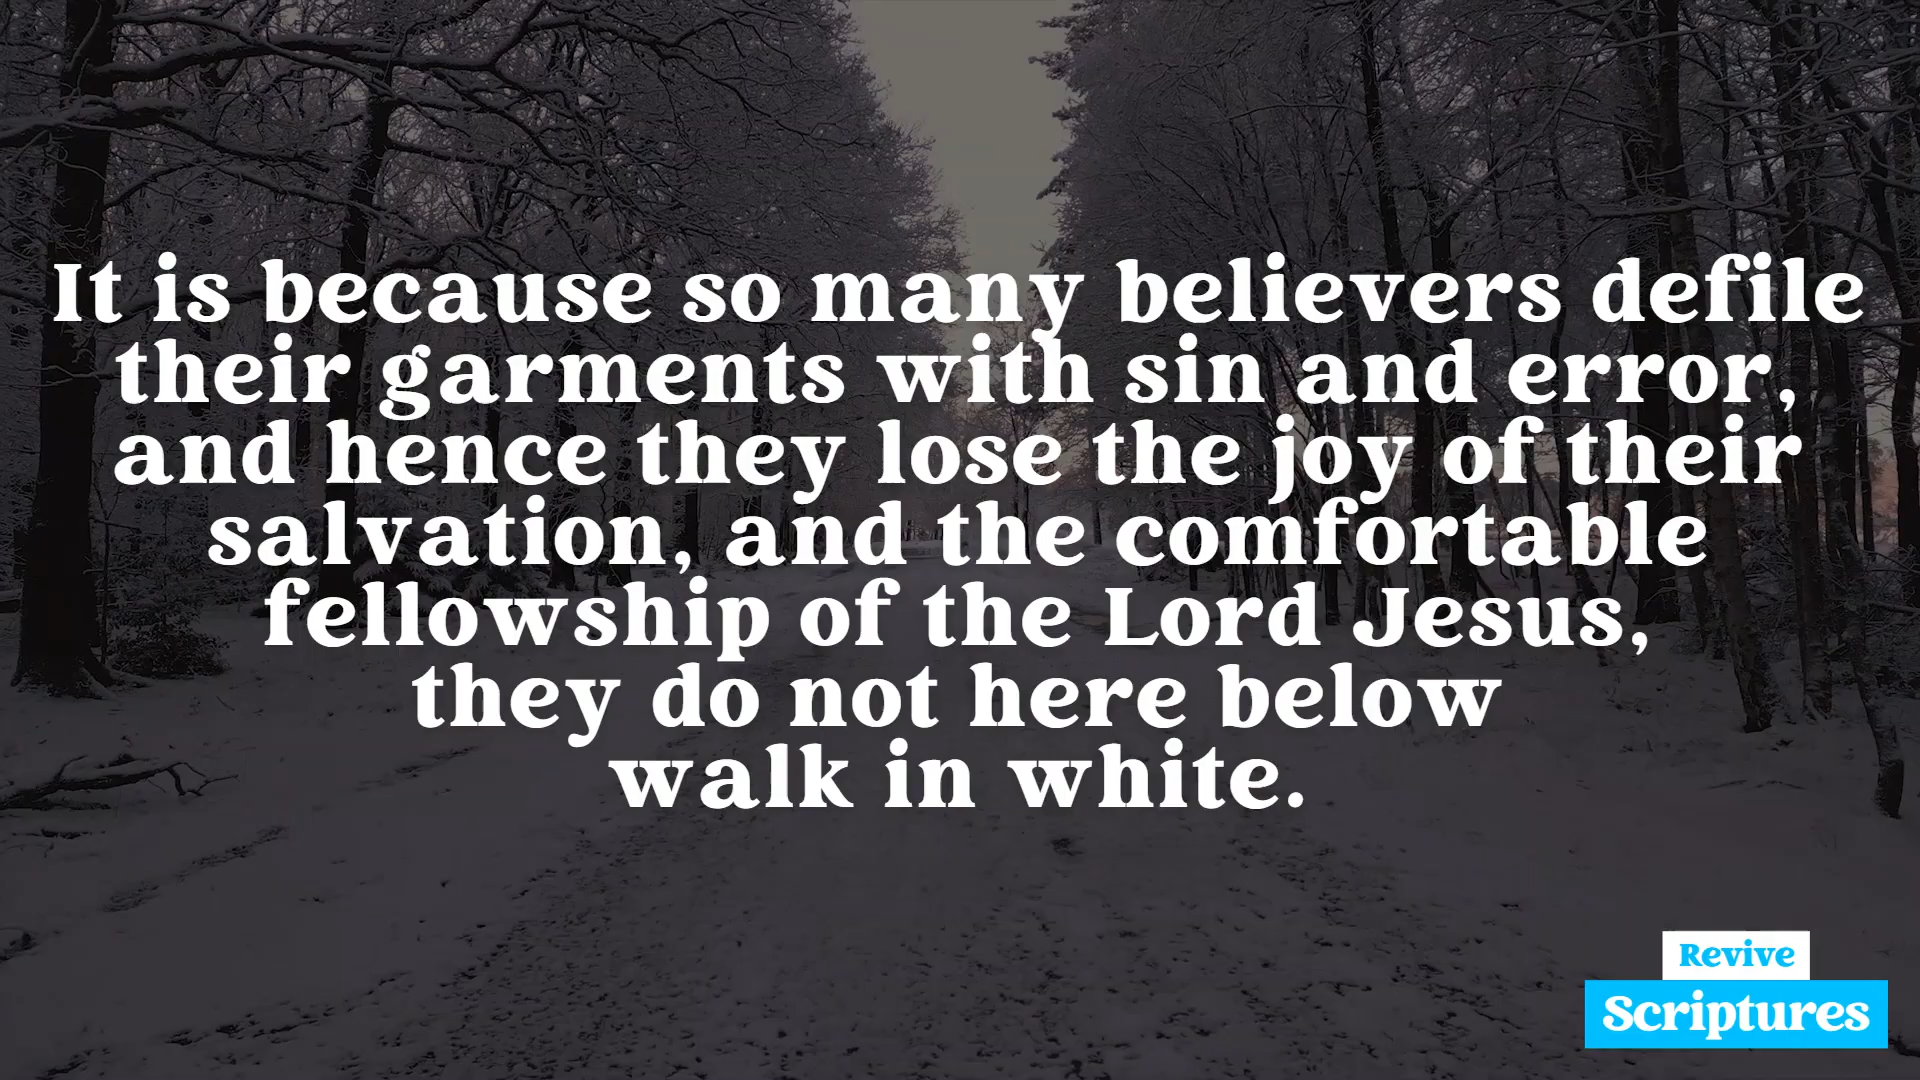 It is because so many believers defile
their garments with sin and error,
and hence they lose the joy of their
salvation, and the comfortable
fellowship of the Lord Jesus,
they do not here below
walk in white.
Revive
Scriptures